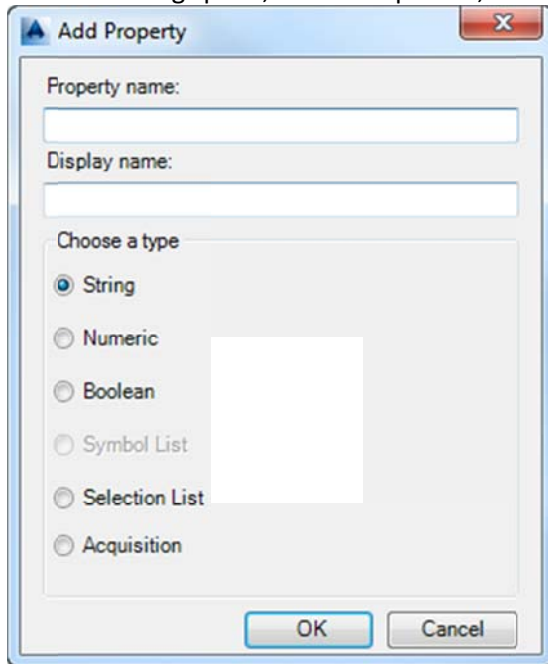 Add Property
Property name:
Display name:
Choose a type
String
Numeric
Boolean
Symbol List
Selection List
Acquisition
OK
Cancel